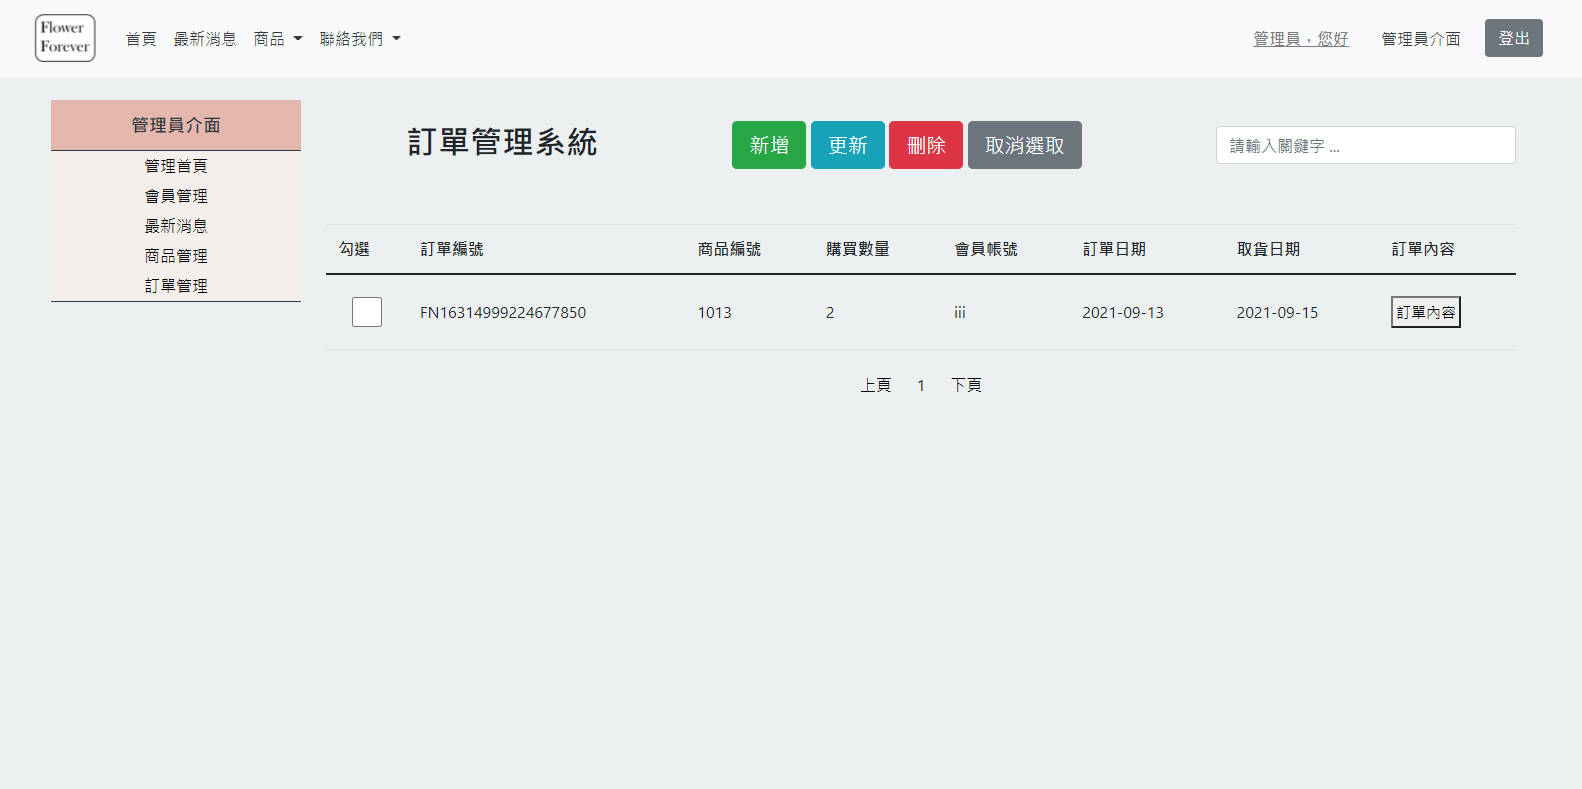 Flower
Forever
首頁 最新消息 商品 聯絡我們 管理員，您好 管理員介面 登出
管理員介面
管理首頁
會員管理
最新消息
商品管理
訂單管理
訂單管理系統 新增 更新 刪除 取消選取 請輸入關鍵字 ...
勾選 訂單編號 商品編號 購買數量 會員帳號 訂單日期 取貨日期 訂單內容
FN16314999224677850 1013 2 iii 2021-09-13 2021-09-15 訂單內容
上頁 1 下頁